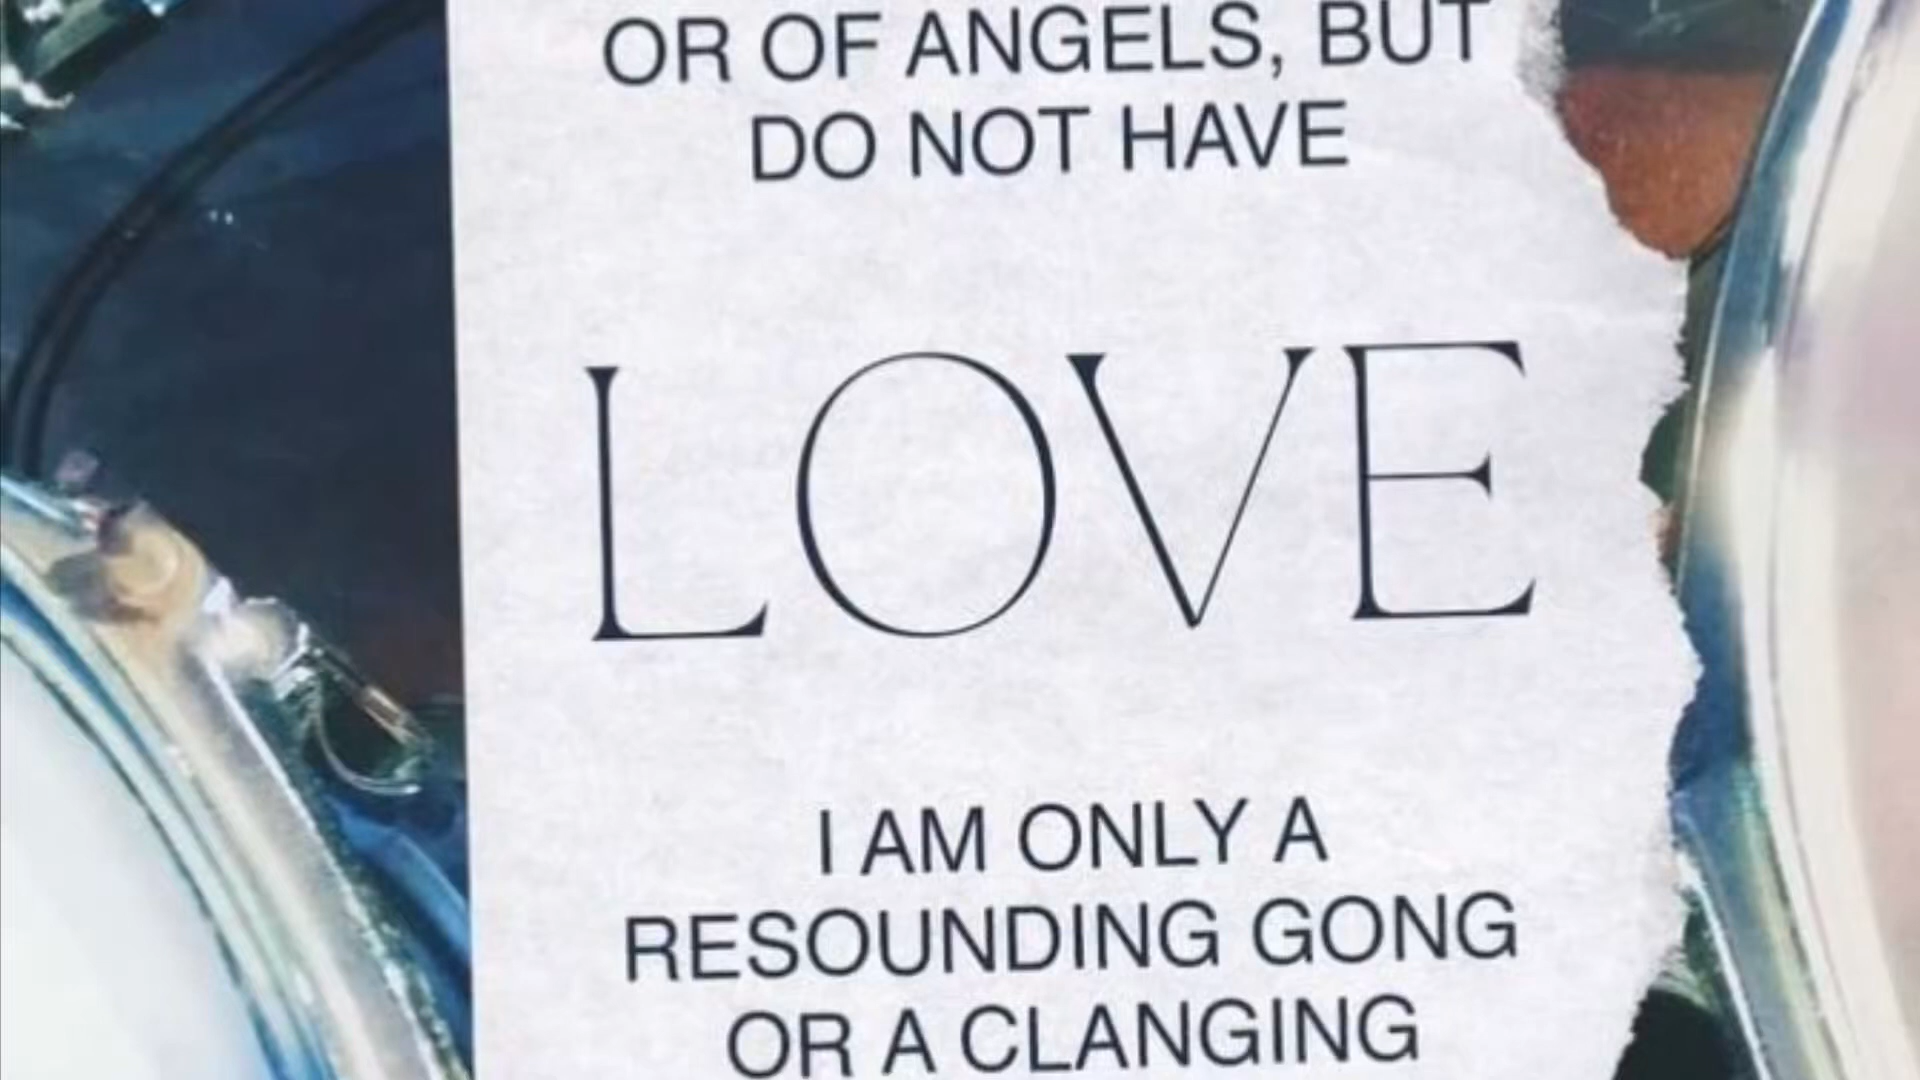 OR OF ANGELS, BUT
DO NOT HAVE
LOVE
I AM ONLY A
RESOUNDING GONG
OR A CLANGING